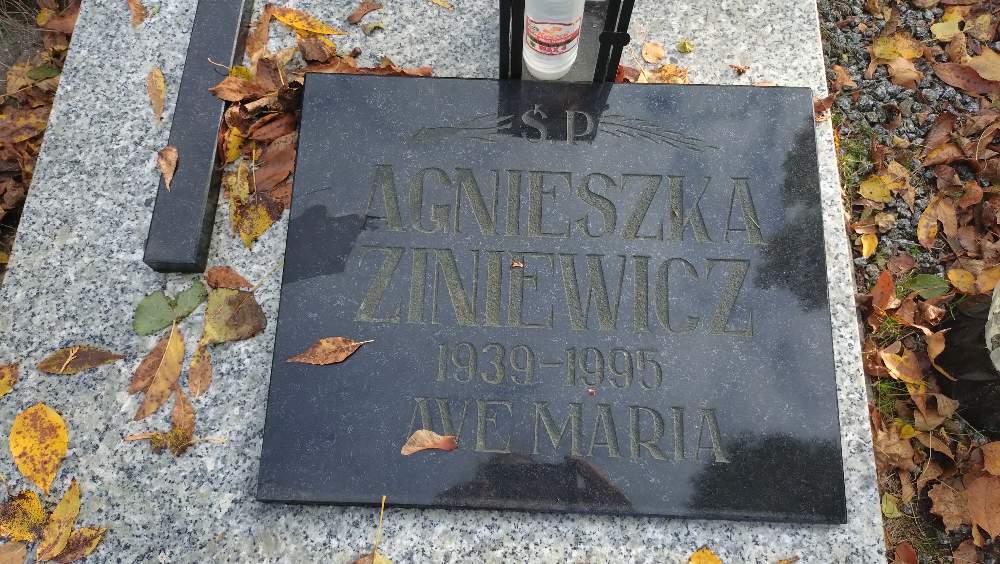 Ś.P.
AGNIESZKA
ZINIEWICZ
1939-1995
AVE MARIA